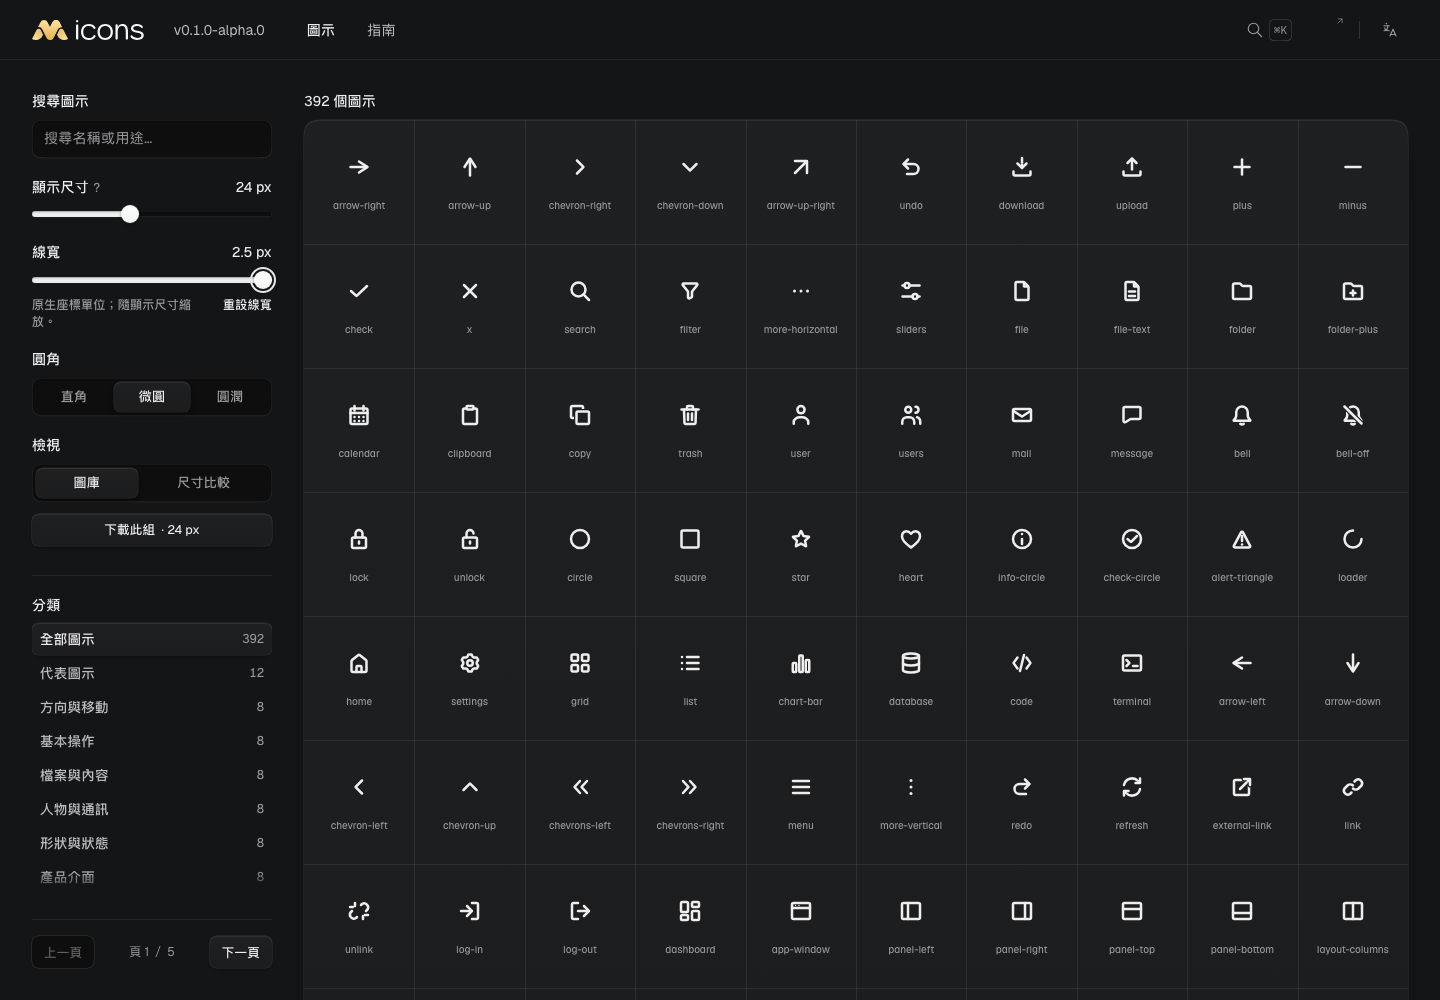 icons
v0.1.0-alpha.0
圖示
指南
⌘K
搜尋圖示
搜尋名稱或用途...
顯示尺寸 ?
24 px
線寬
2.5 px
原生座標單位；隨顯示尺寸縮放。
重設線寬
圓角
直角
微圓
圓潤
檢視
圖庫
尺寸比較
下載此組 · 24 px
分類
全部圖示 392
代表圖示 12
方向與移動 8
基本操作 8
檔案與內容 8
人物與通訊 8
形狀與狀態 8
產品介面 8
上一頁
頁 1 / 5
下一頁
392 個圖示
arrow-right
arrow-up
chevron-right
chevron-down
arrow-up-right
undo
download
upload
plus
minus
check
x
search
filter
more-horizontal
sliders
file
file-text
folder
folder-plus
calendar
clipboard
copy
trash
user
users
mail
message
bell
bell-off
lock
unlock
circle
square
star
heart
info-circle
check-circle
alert-triangle
loader
home
settings
grid
list
chart-bar
database
code
terminal
arrow-left
arrow-down
chevron-left
chevron-up
chevrons-left
chevrons-right
menu
more-vertical
redo
refresh
external-link
link
unlink
log-in
log-out
dashboard
app-window
panel-left
panel-right
panel-top
panel-bottom
layout-columns